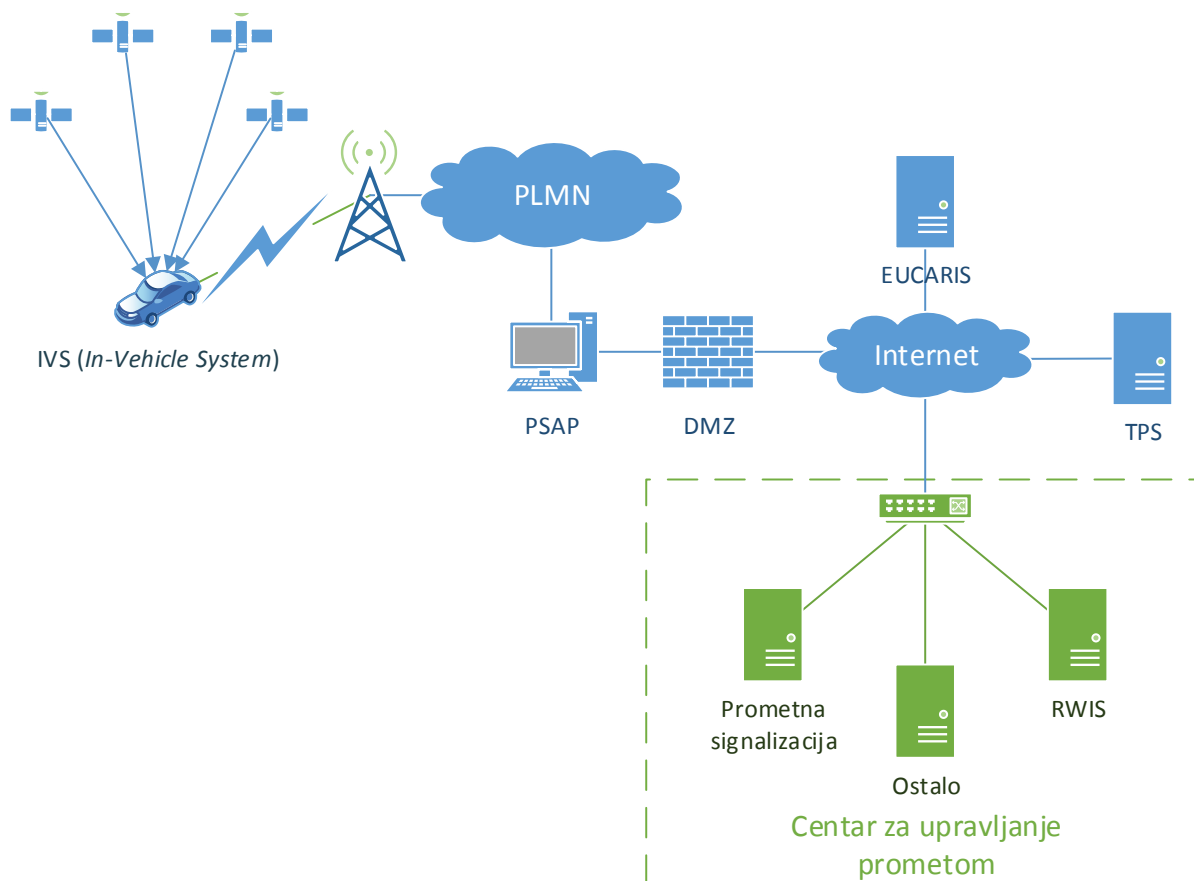 PLMN
EUCARIS
IVS (In-Vehicle System)
Internet
PSAP
DMZ
TPS
Prometna
signalizacija
RWIS
Ostalo
Centar za upravljanje
prometom